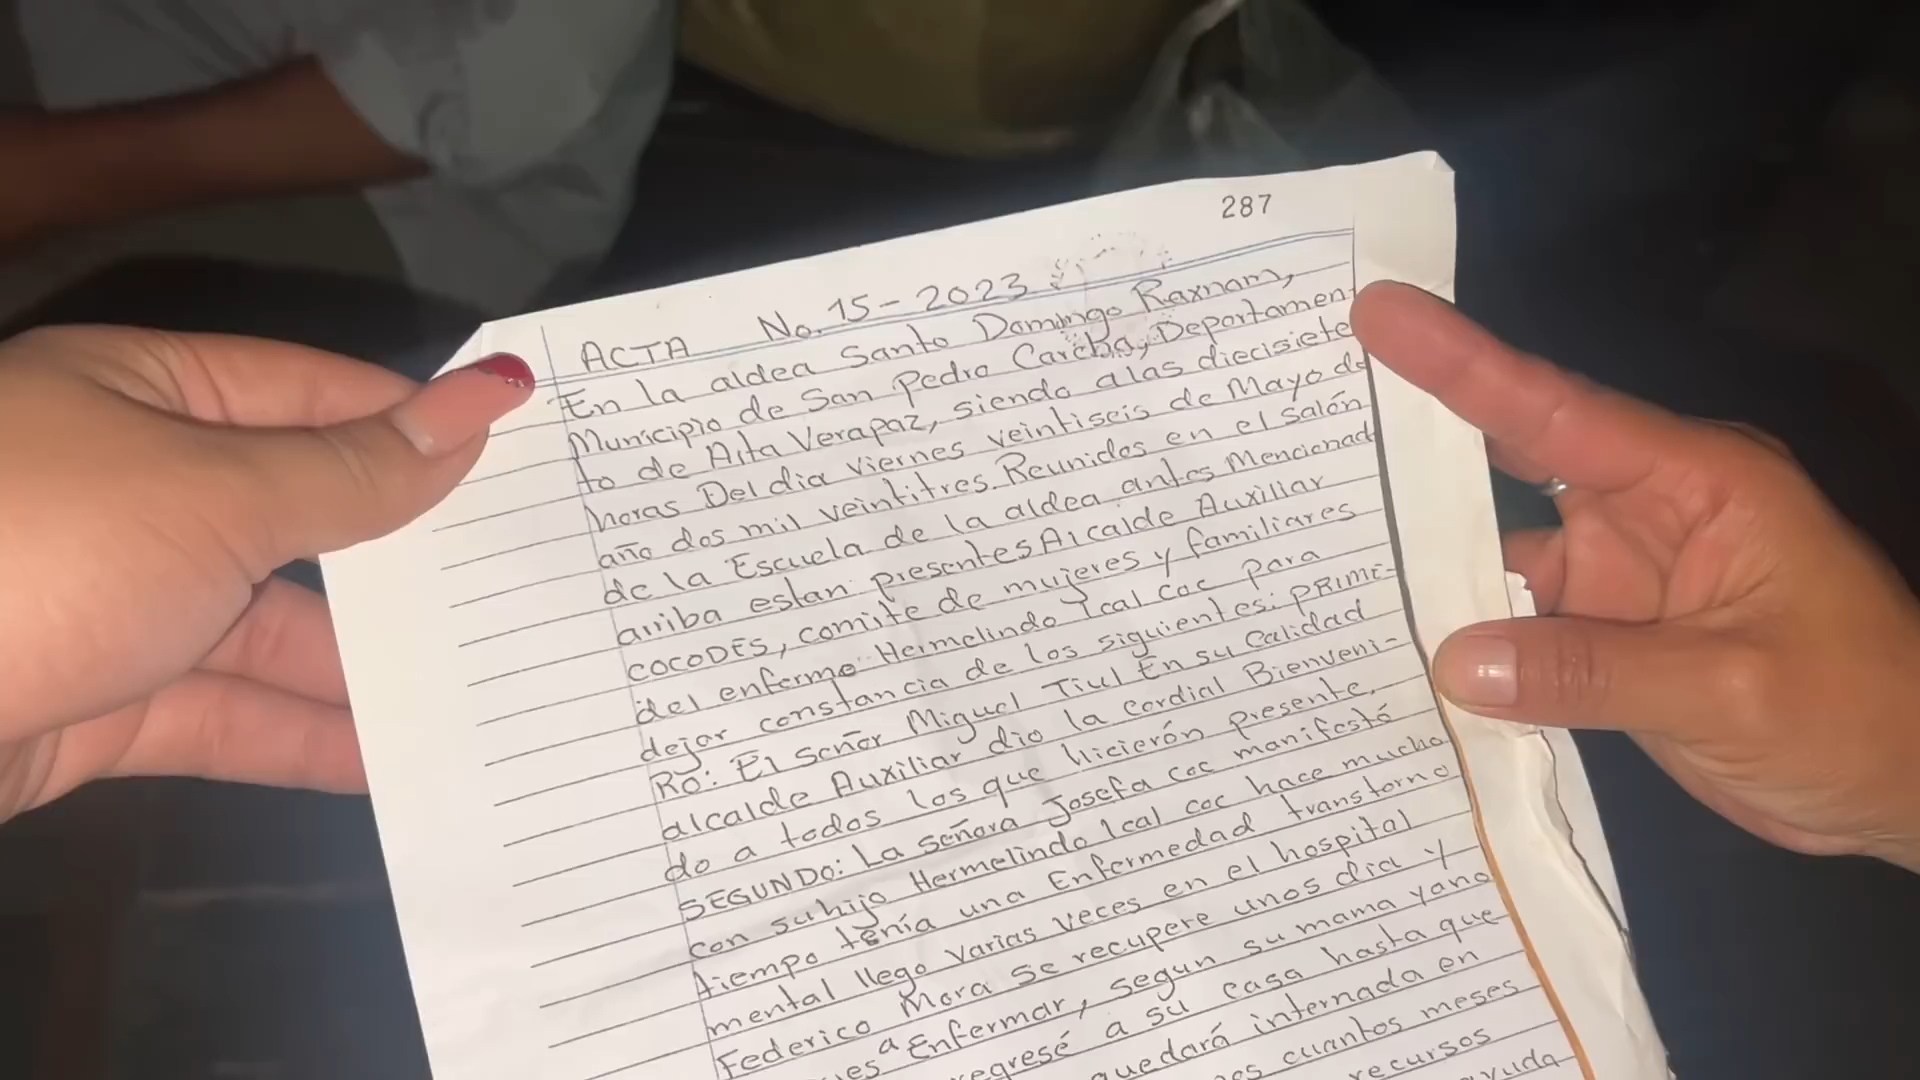 287
ACTA No. 15-2023
En la aldea Santo Domingo Raxnam,
Municipio de San Pedro Carcha, Departamen
to de Alta Verapaz, siendo alas diecisiete
horas Del dia viernes veintiseis de Mayo de
año dos mil veintitres. Reunidos en el salón
de la Escuela de la aldea antes Mencionad
arriba estan presentes Alcalde Auxiliar
COCODES, comite de mujeres y familiares
del enfermo Hermelindo Ical coc para
dejar constancia de los siguientes: PRIME-
RO: El señor Miguel Tiul En su calidad
alcalde Auxiliar dio la cordial Bienveni-
do a todos los que hicierón presente.
SEGUNDO: La señora Josefa coc manifestó
con su hijo Hermelindo Ical coc hace mucho
tiempo tenía una Enfermedad transtorno
mental llego varias veces en el hospital
Federico Mora se recupere unos dia y
a Enfermar, segun su mama yano
regresé a su casa hasta que
quedará internada en
cuantos meses
recursos